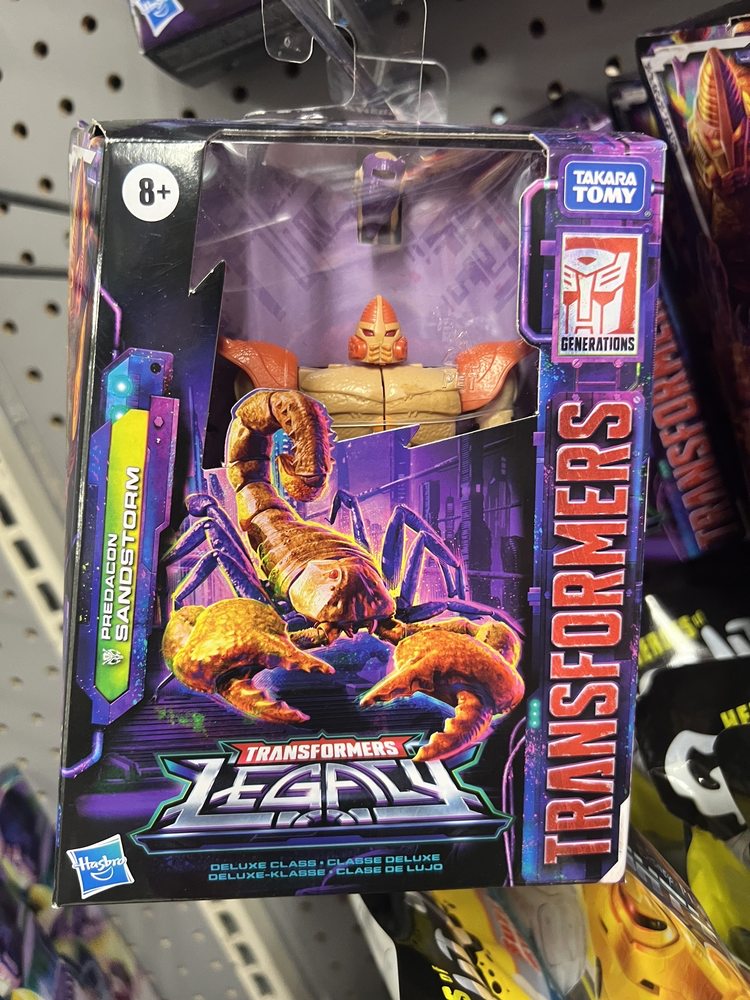 8+
TAKARA
TOMY
GENERATIONS
TRANSFORMERS
PREDACON
SANDSTORM
TRANSFORMERS
LEGACY
DELUXE CLASS • CLASSE DELUXE
DELUXE-KLASSE • CLASE DE LUJO
Hasbro
TRANSFORMERS